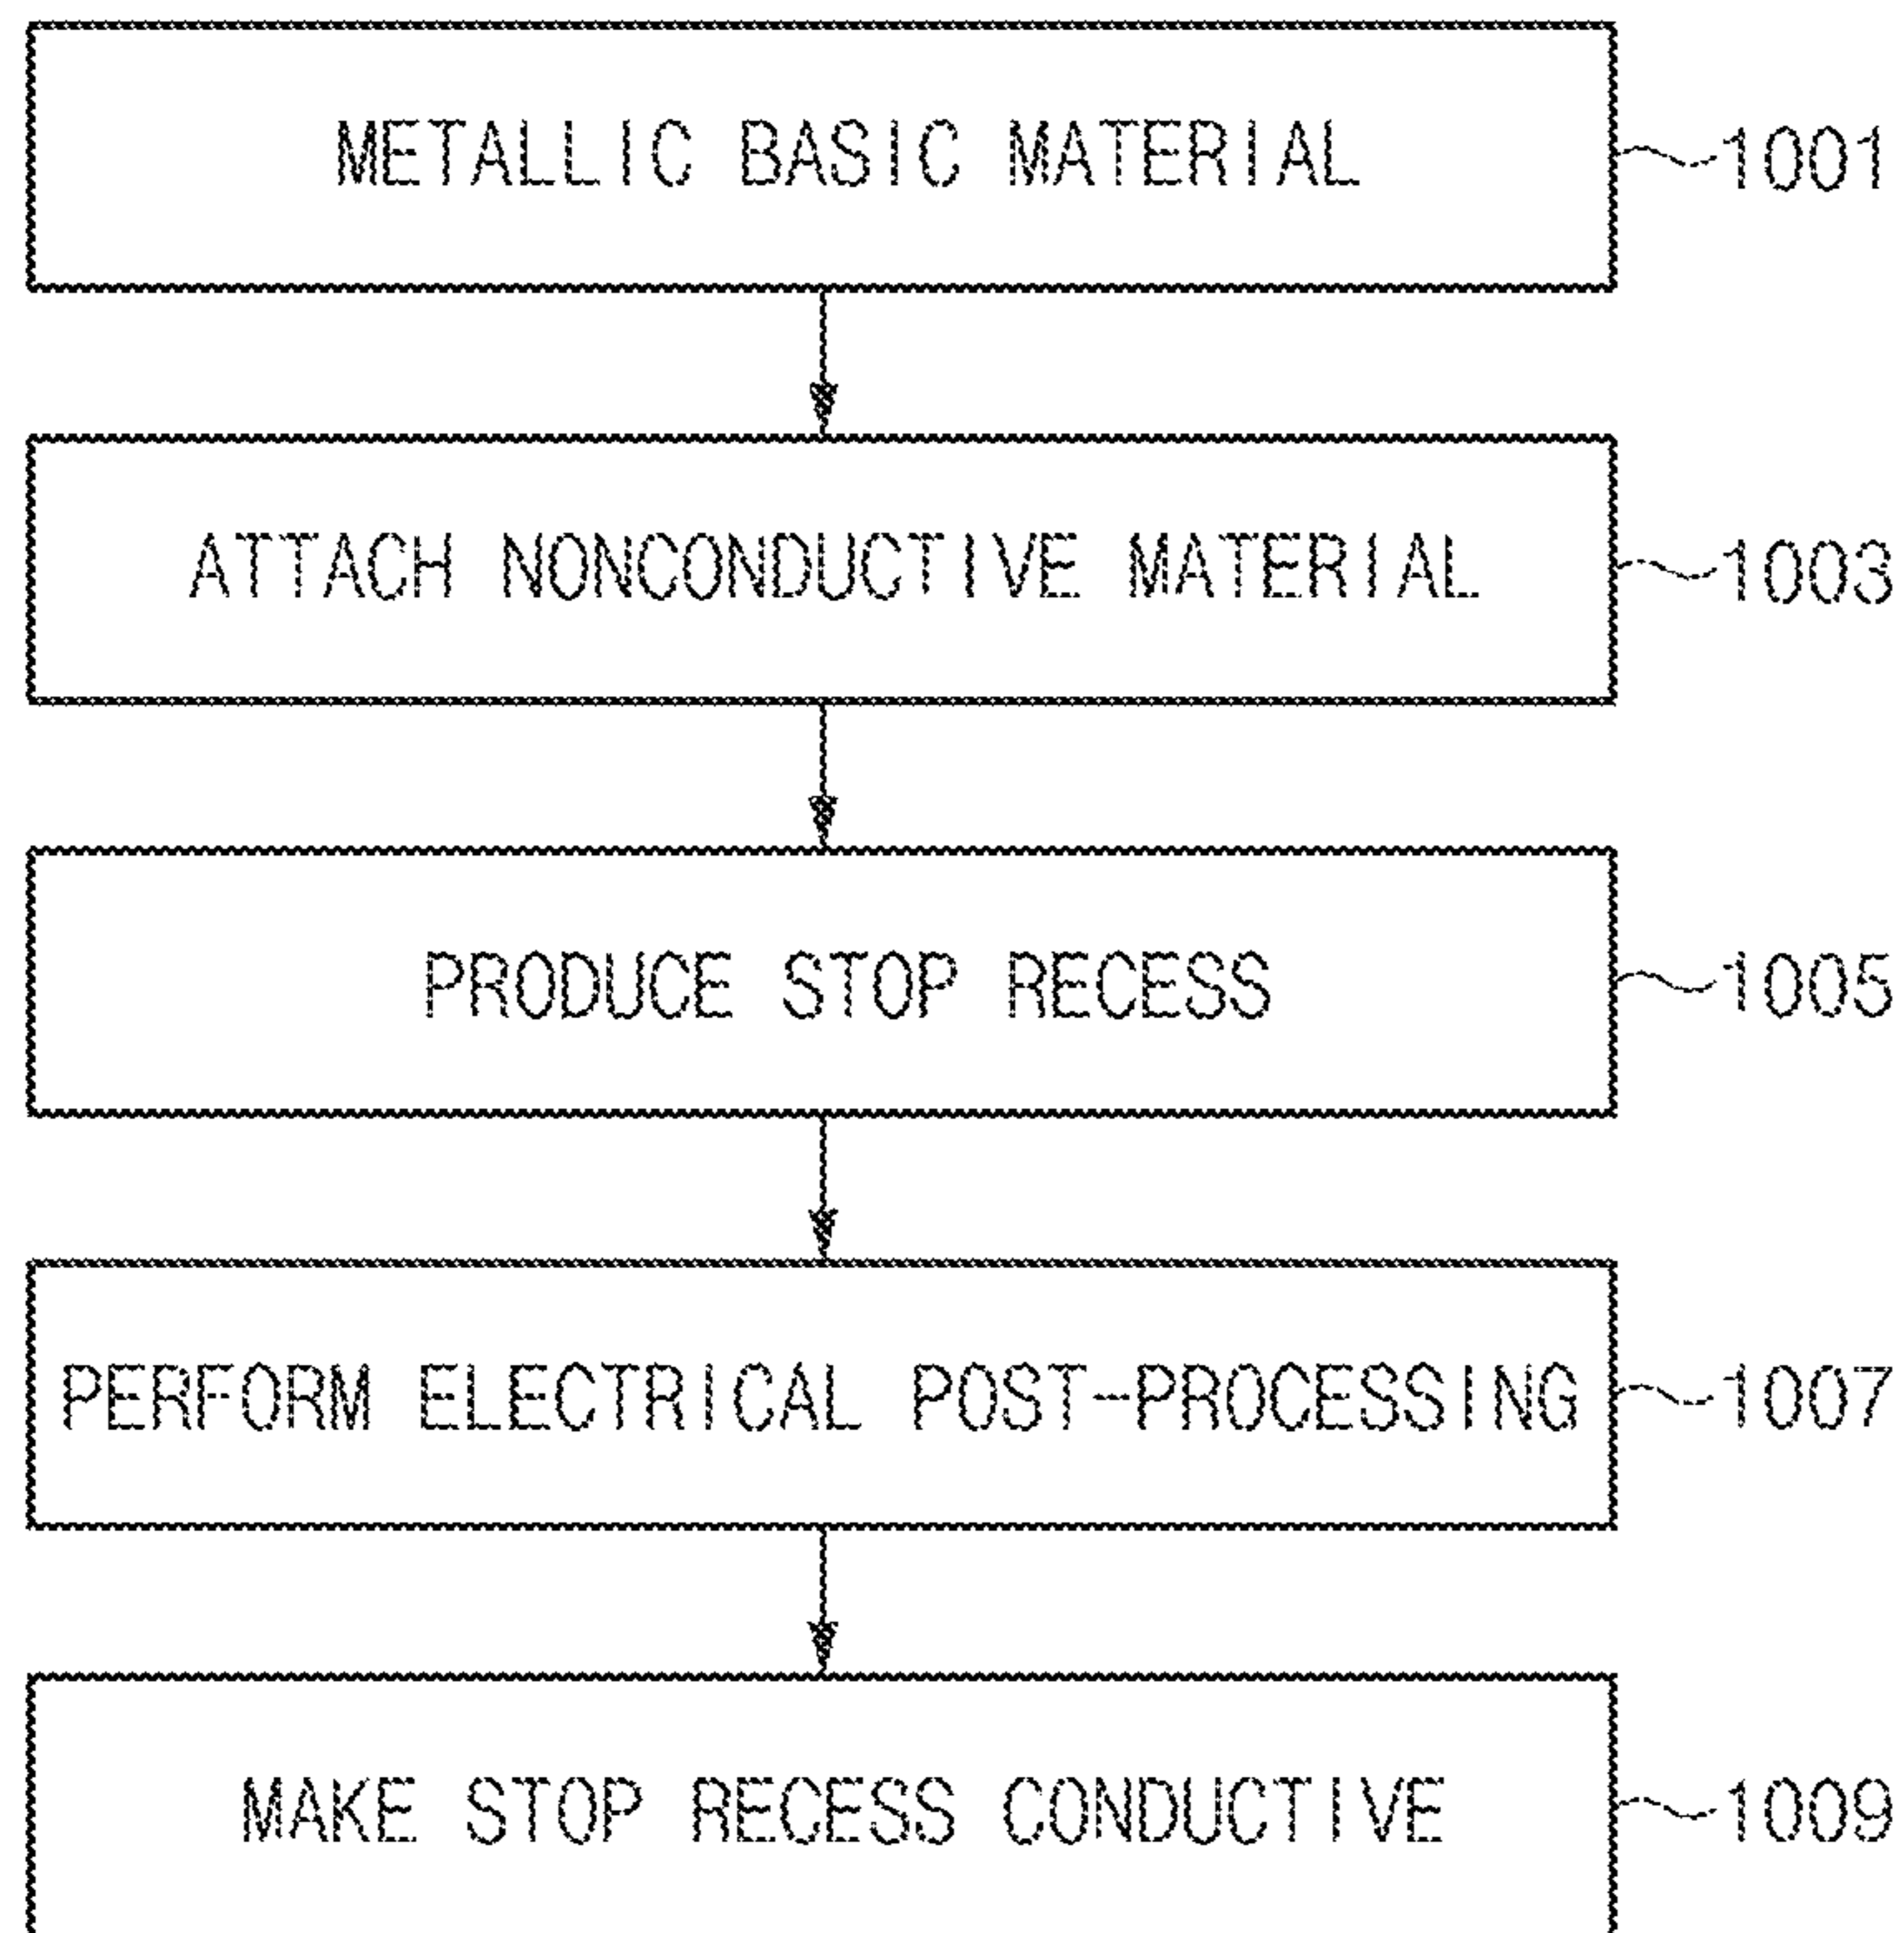 METALLIC BASIC MATERIAL 1001
ATTACH NONCONDUCTIVE MATERIAL 1003
PRODUCE STOP RECESS 1005
PERFORM ELECTRICAL POST-PROCESSING 1007
MAKE STOP RECESS CONDUCTIVE 1009